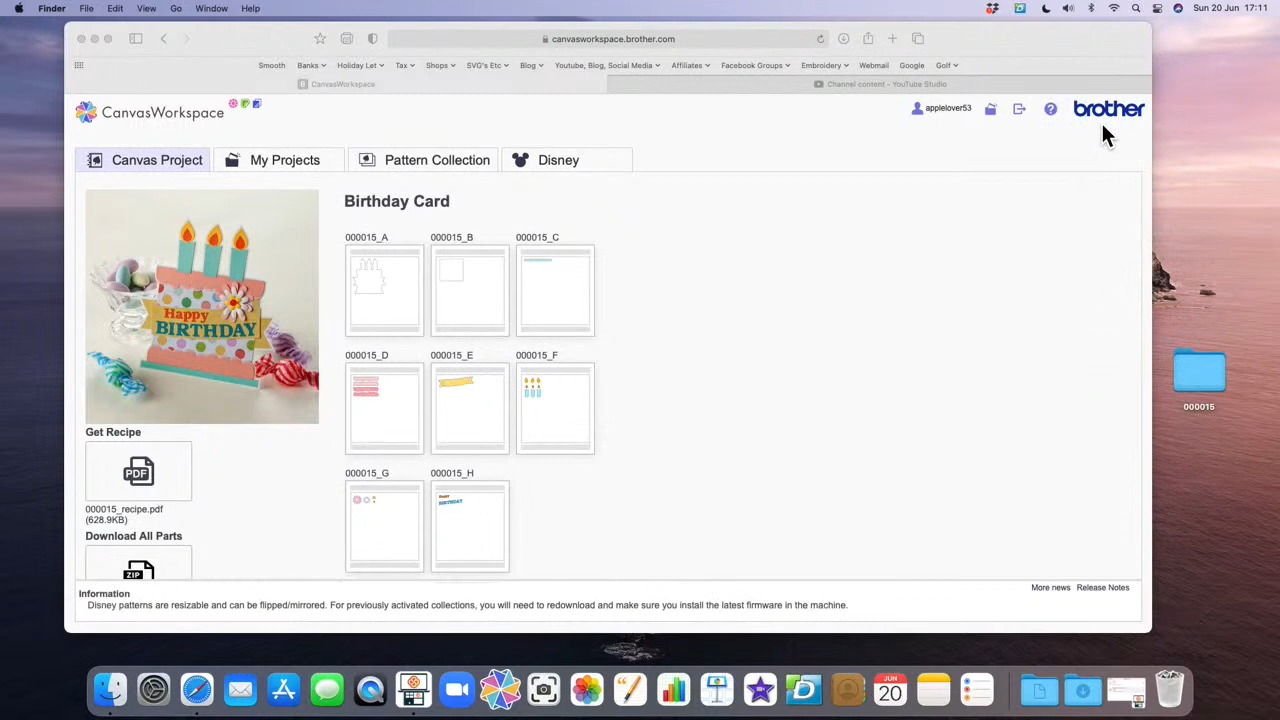 Finder File Edit View Go Window Help Sun 20 Jun 17:11
canvasworkspace.brother.com
Smooth Banks Holiday Let Tax Shops SVG's Etc Blog Youtube, Blog, Social Media Affiliates Facebook Groups Embroidery Webmail Google Golf
CanvasWorkspace Channel content - YouTube Studio
CanvasWorkspace applelover53 brother
Canvas Project My Projects Pattern Collection Disney
Birthday Card
000015_A 000015_B 000015_C
Happy
BIRTHDAY
000015_D 000015_E 000015_F
000015
Get Recipe
PDF
000015_G 000015_H
Happy
BIRTHDAY
000015_recipe.pdf
(628.9KB)
Download All Parts
ZIP
Information More news Release Notes
Disney patterns are resizable and can be flipped/mirrored. For previously activated collections, you will need to redownload and make sure you install the latest firmware in the machine.
JUN
20